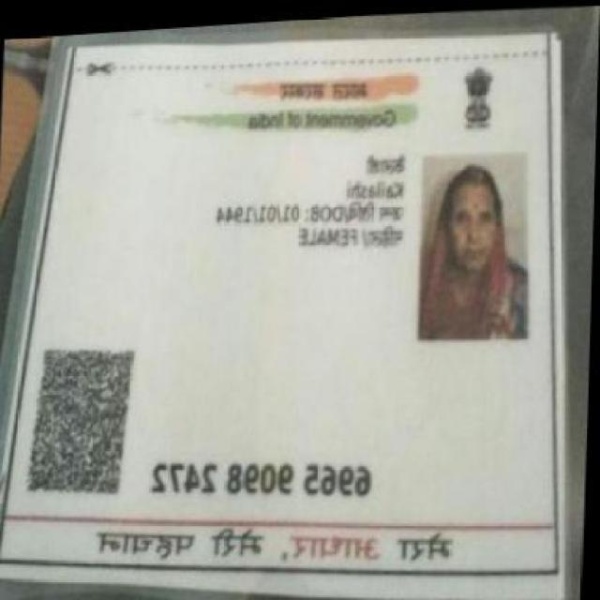 भारत सरकार
Government of India
कैलाशी
Kailashi
जन्म तिथि/DOB: 01/01/1944
महिला/ FEMALE
6965 9098 2472
मेरा आधार, मेरी पहचान